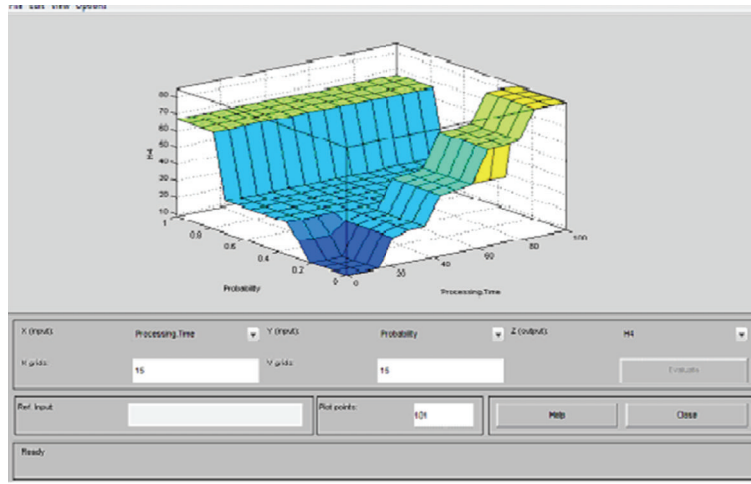 File Edit View Options
80
70
60
50
40
30
20
10
H4
1
0.8
0.6
0.4
0.2
0
Probability
0
20
40
60
80
100
Processing.Time
X (input): Processing.Time Y (input): Probability Z (output): H4
X grids: 15 Y grids: 15 Evaluate
Ref. Input: Plot points: 101 Help Close
Ready